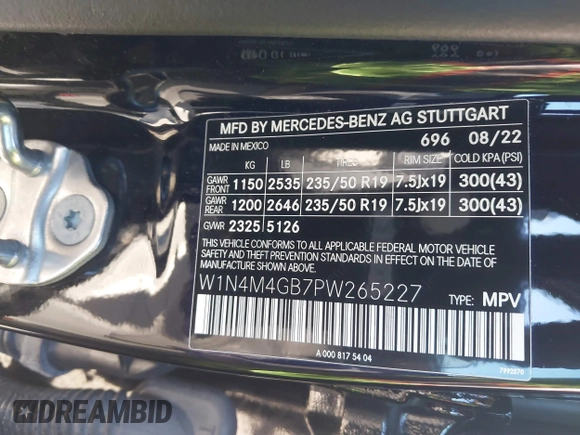 MFD BY MERCEDES-BENZ AG STUTTGART
MADE IN MEXICO 696 08/22
KG LB TIRES RIM SIZE COLD KPA (PSI)
GAWR FRONT 1150 2535 235/50 R19 7.5Jx19 300(43)
GAWR REAR 1200 2646 235/50 R19 7.5Jx19 300(43)
GVWR 2325 5126
THIS VEHICLE CONFORMS TO ALL APPLICABLE FEDERAL MOTOR VEHICLE
SAFETY AND THEFT PREVENTION STANDARDS IN EFFECT ON THE DATE OF
MANUFACTURE SHOWN ABOVE.
W1N4M4GB7PW265227
TYPE: MPV
A 000 817 54 04
DREAMBID